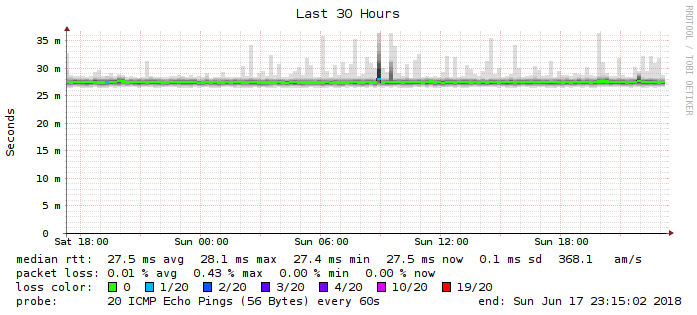 Last 30 Hours
RRDTOOL / TOBI OETIKER
Seconds
35 m
30 m
25 m
20 m
15 m
10 m
5 m
0
Sat 18:00 Sun 00:00 Sun 06:00 Sun 12:00 Sun 18:00
median rtt: 27.5 ms avg 28.1 ms max 27.4 ms min 27.5 ms now 0.1 ms sd 368.1 am/s
packet loss: 0.01 % avg 0.43 % max 0.00 % min 0.00 % now
loss color: 0 1/20 2/20 3/20 4/20 10/20 19/20
probe: 20 ICMP Echo Pings (56 Bytes) every 60s end: Sun Jun 17 23:15:02 2018